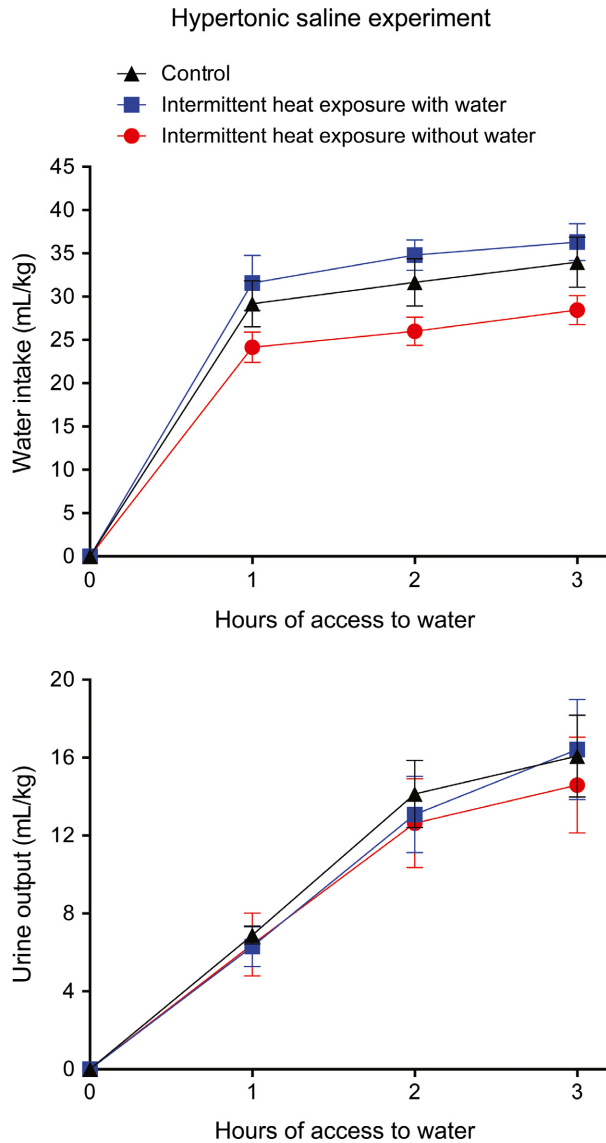 Hypertonic saline experiment
Control
Intermittent heat exposure with water
Intermittent heat exposure without water
45
40
35
30
25
20
15
10
5
0
Water intake (mL/kg)
0 1 2 3
Hours of access to water
20
16
12
8
4
0
Urine output (mL/kg)
0 1 2 3
Hours of access to water